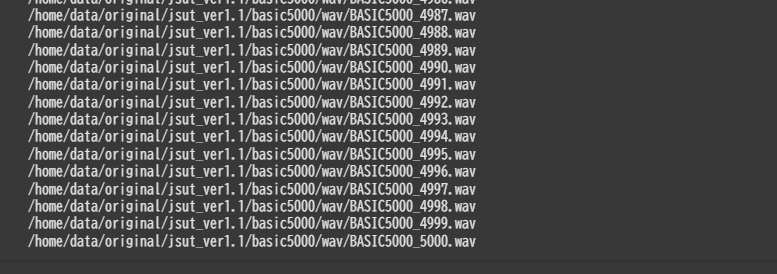 /home/data/original/jsut_ver1.1/basic5000/wav/BASIC5000_4986.wav
/home/data/original/jsut_ver1.1/basic5000/wav/BASIC5000_4987.wav
/home/data/original/jsut_ver1.1/basic5000/wav/BASIC5000_4988.wav
/home/data/original/jsut_ver1.1/basic5000/wav/BASIC5000_4989.wav
/home/data/original/jsut_ver1.1/basic5000/wav/BASIC5000_4990.wav
/home/data/original/jsut_ver1.1/basic5000/wav/BASIC5000_4991.wav
/home/data/original/jsut_ver1.1/basic5000/wav/BASIC5000_4992.wav
/home/data/original/jsut_ver1.1/basic5000/wav/BASIC5000_4993.wav
/home/data/original/jsut_ver1.1/basic5000/wav/BASIC5000_4994.wav
/home/data/original/jsut_ver1.1/basic5000/wav/BASIC5000_4995.wav
/home/data/original/jsut_ver1.1/basic5000/wav/BASIC5000_4996.wav
/home/data/original/jsut_ver1.1/basic5000/wav/BASIC5000_4997.wav
/home/data/original/jsut_ver1.1/basic5000/wav/BASIC5000_4998.wav
/home/data/original/jsut_ver1.1/basic5000/wav/BASIC5000_4999.wav
/home/data/original/jsut_ver1.1/basic5000/wav/BASIC5000_5000.wav